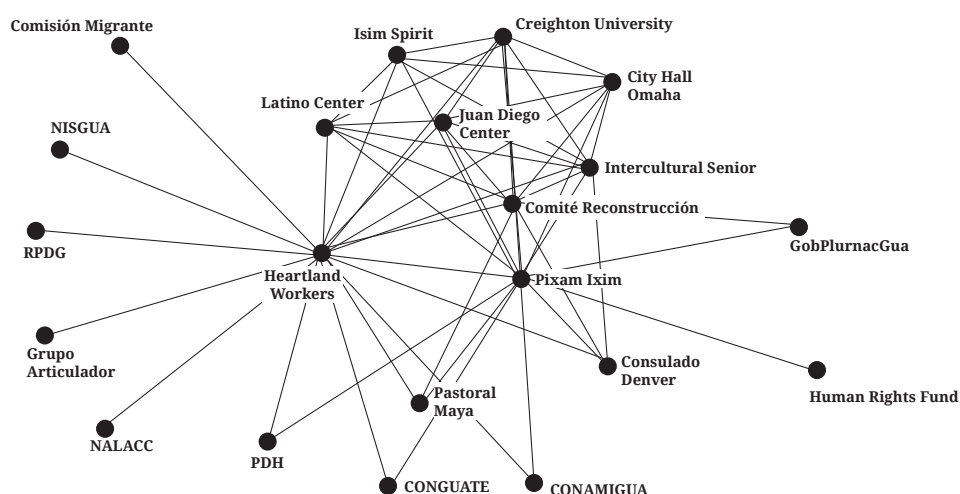 Comisión Migrante
Creighton University
Isim Spirit
City Hall
Omaha
Latino Center
Juan Diego
Center
NISGUA
Intercultural Senior
Comité Reconstrucción
GobPlurnacGua
RPDG
Heartland
Workers
Pixam Ixim
Grupo
Articulador
Consulado
Denver
Human Rights Fund
Pastoral
Maya
NALACC
PDH
CONGUATE
CONAMIGUA